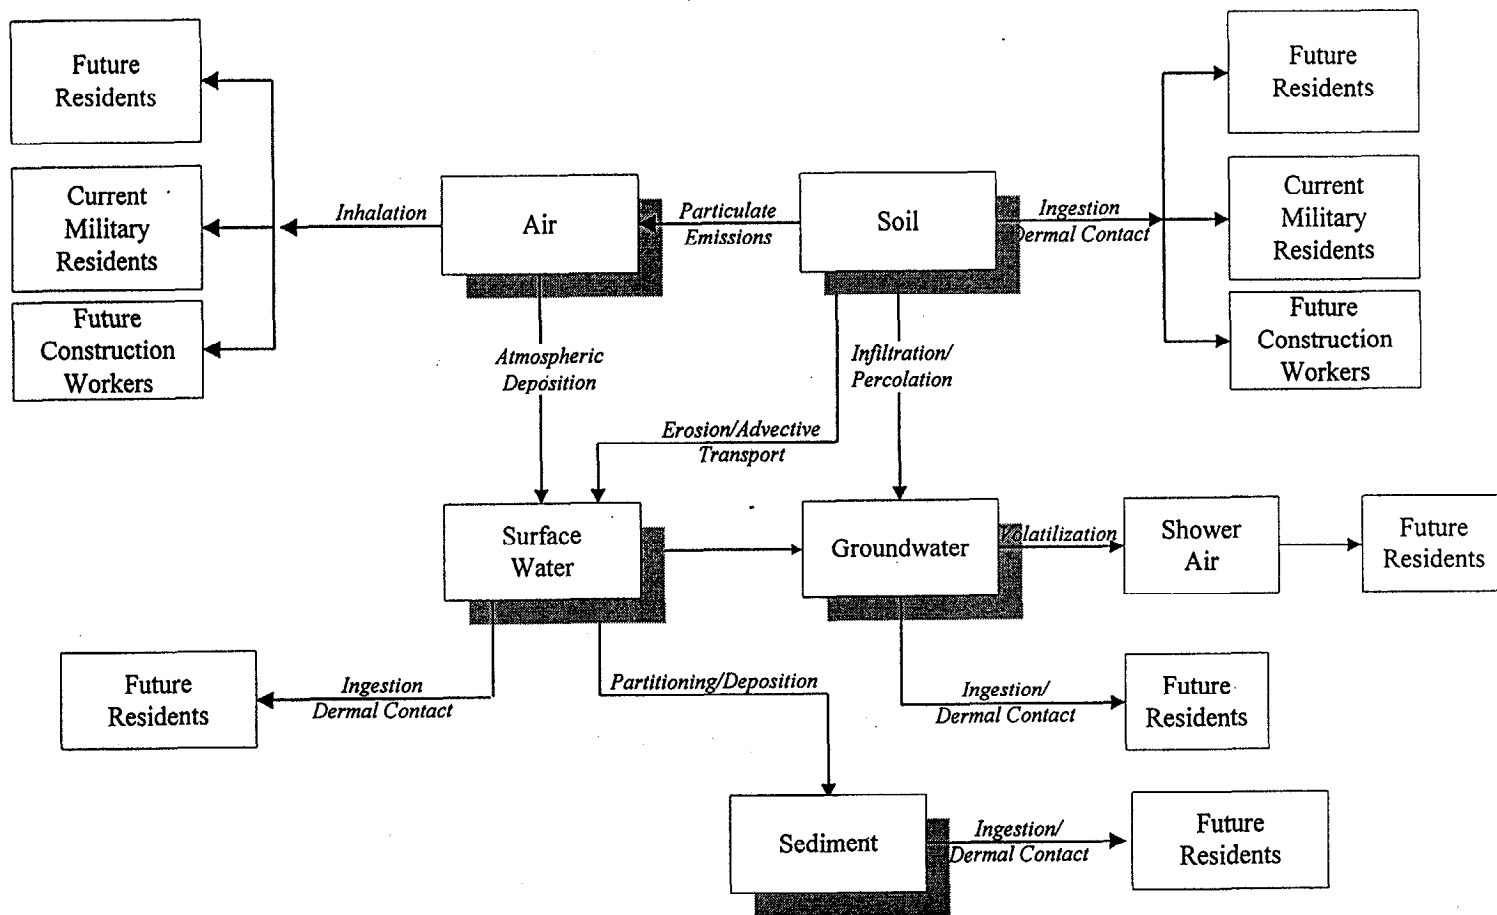 Future
Residents
Current
Military
Residents
Future
Construction
Workers
Inhalation
Air
Particulate
Emissions
Soil
Ingestion
Dermal Contact
Future
Residents
Current
Military
Residents
Future
Construction
Workers
Atmospheric
Deposition
Infiltration/
Percolation
Erosion/Advective
Transport
Surface
Water
Groundwater
Volatilization
Shower
Air
Future
Residents
Future
Residents
Ingestion
Dermal Contact
Partitioning/Deposition
Ingestion/
Dermal Contact
Future
Residents
Sediment
Ingestion/
Dermal Contact
Future
Residents